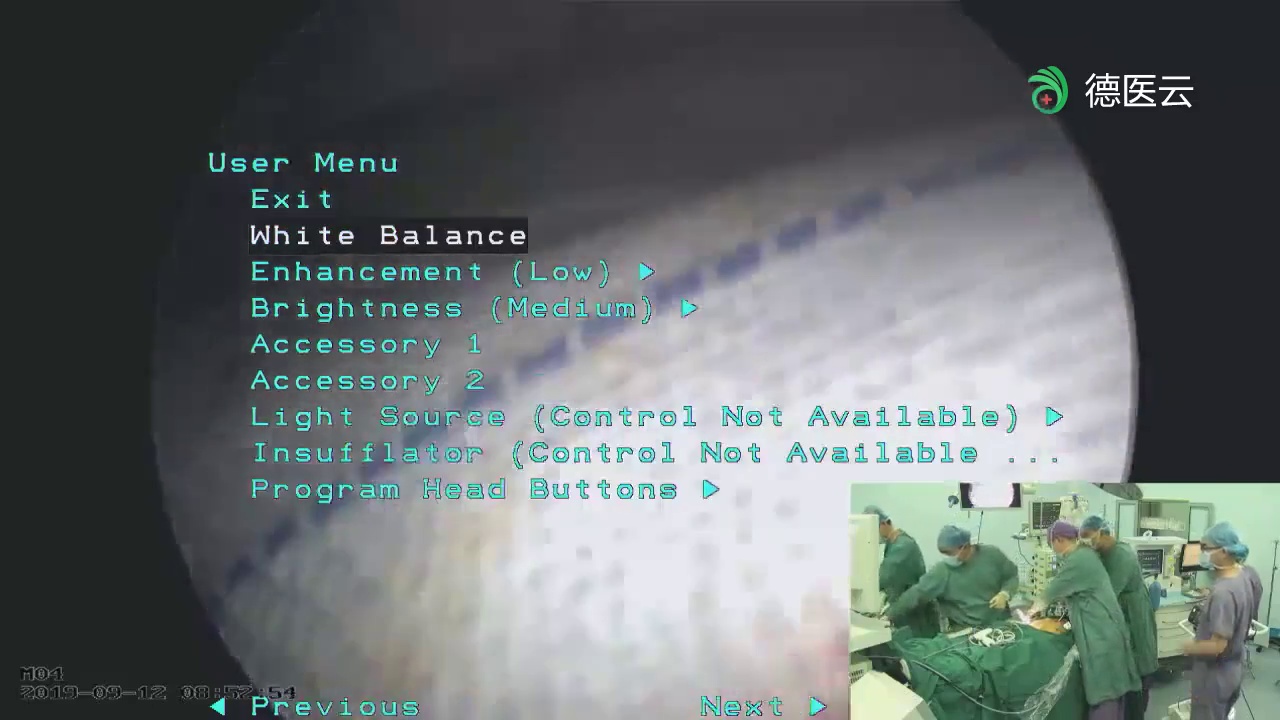 德医云
User Menu
Exit
White Balance
Enhancement (Low) ▶
Brightness (Medium) ▶
Accessory 1
Accessory 2
Light Source (Control Not Available) ▶
Insufflator (Control Not Available ...
Program Head Buttons ▶
M04
2019-09-12 08:52:54
◀ Previous
Next ▶